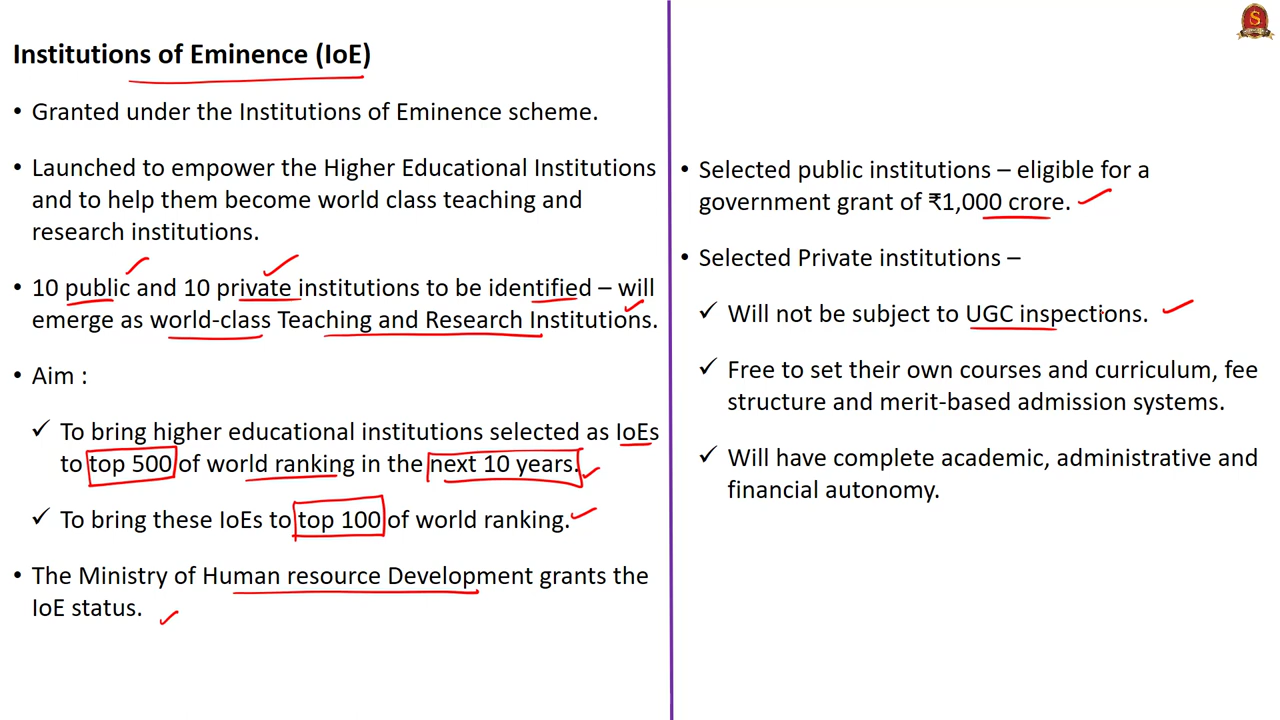 Institutions of Eminence (IoE)
• Granted under the Institutions of Eminence scheme.
• Launched to empower the Higher Educational Institutions
and to help them become world class teaching and
research institutions.
• 10 public and 10 private institutions to be identified – will
emerge as world-class Teaching and Research Institutions.
• Aim :
✓ To bring higher educational institutions selected as IoEs
to top 500 of world ranking in the next 10 years.
✓ To bring these IoEs to top 100 of world ranking.
• The Ministry of Human resource Development grants the
IoE status.
• Selected public institutions – eligible for a
government grant of ₹1,000 crore.
• Selected Private institutions –
✓ Will not be subject to UGC inspections.
✓ Free to set their own courses and curriculum, fee
structure and merit-based admission systems.
✓ Will have complete academic, administrative and
financial autonomy.
S